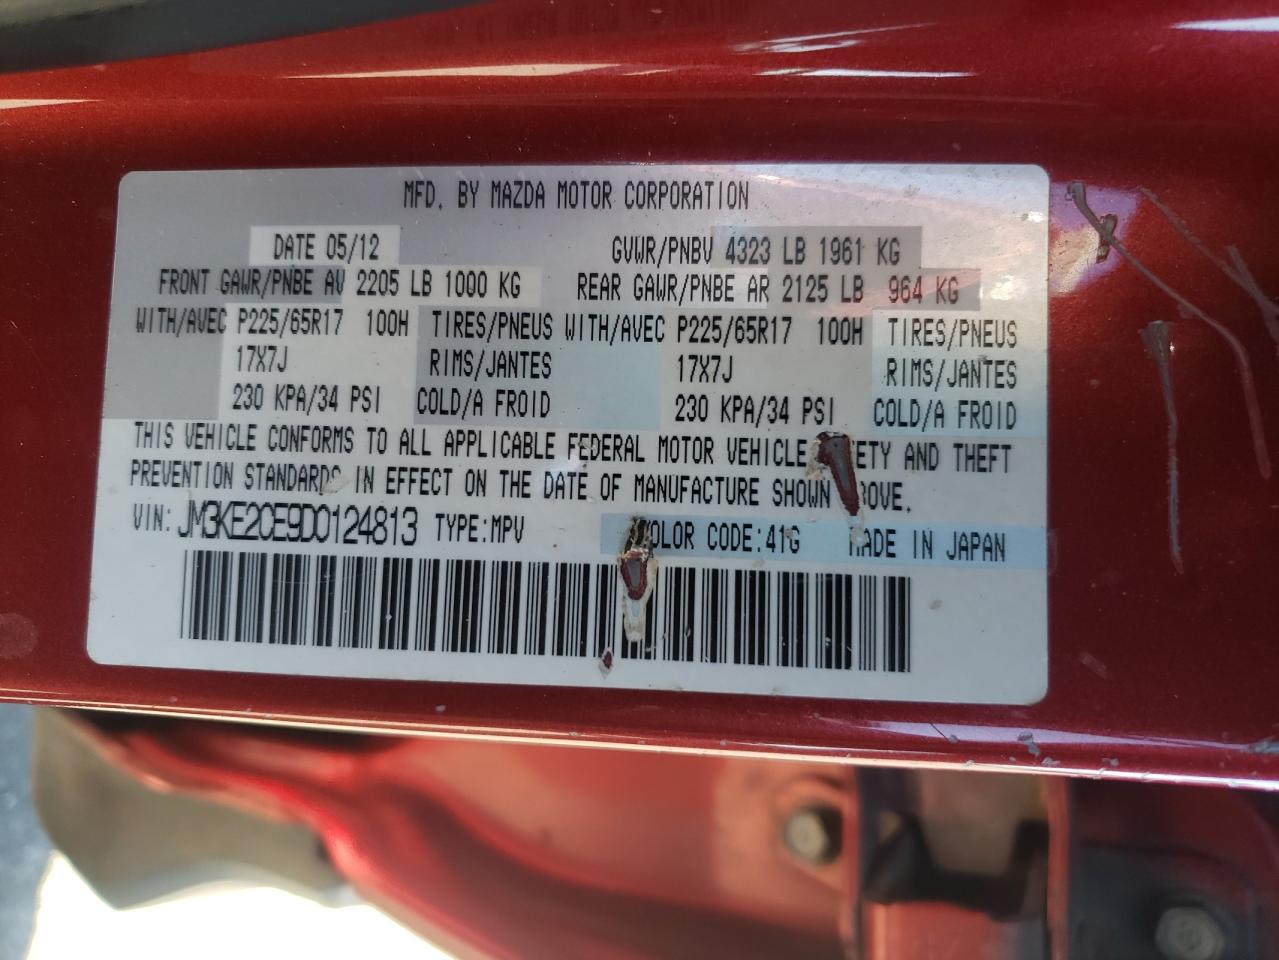 MFD. BY MAZDA MOTOR CORPORATION
DATE 05/12 GVWR/PNBV 4323 LB 1961 KG
FRONT GAWR/PNBE AV 2205 LB 1000 KG REAR GAWR/PNBE AR 2125 LB 964 KG
WITH/AVEC P225/65R17 100H TIRES/PNEUS WITH/AVEC P225/65R17 100H TIRES/PNEUS
17X7J RIMS/JANTES 17X7J RIMS/JANTES
230 KPA/34 PSI COLD/A FROID 230 KPA/34 PSI COLD/A FROID
THIS VEHICLE CONFORMS TO ALL APPLICABLE FEDERAL MOTOR VEHICLE ETY AND THEFT
PREVENTION STANDARDS IN EFFECT ON THE DATE OF MANUFACTURE SHOWN OVE.
VIN: JM3KE2CE9D0124813 TYPE:MPV OLOR CODE:41G MADE IN JAPAN